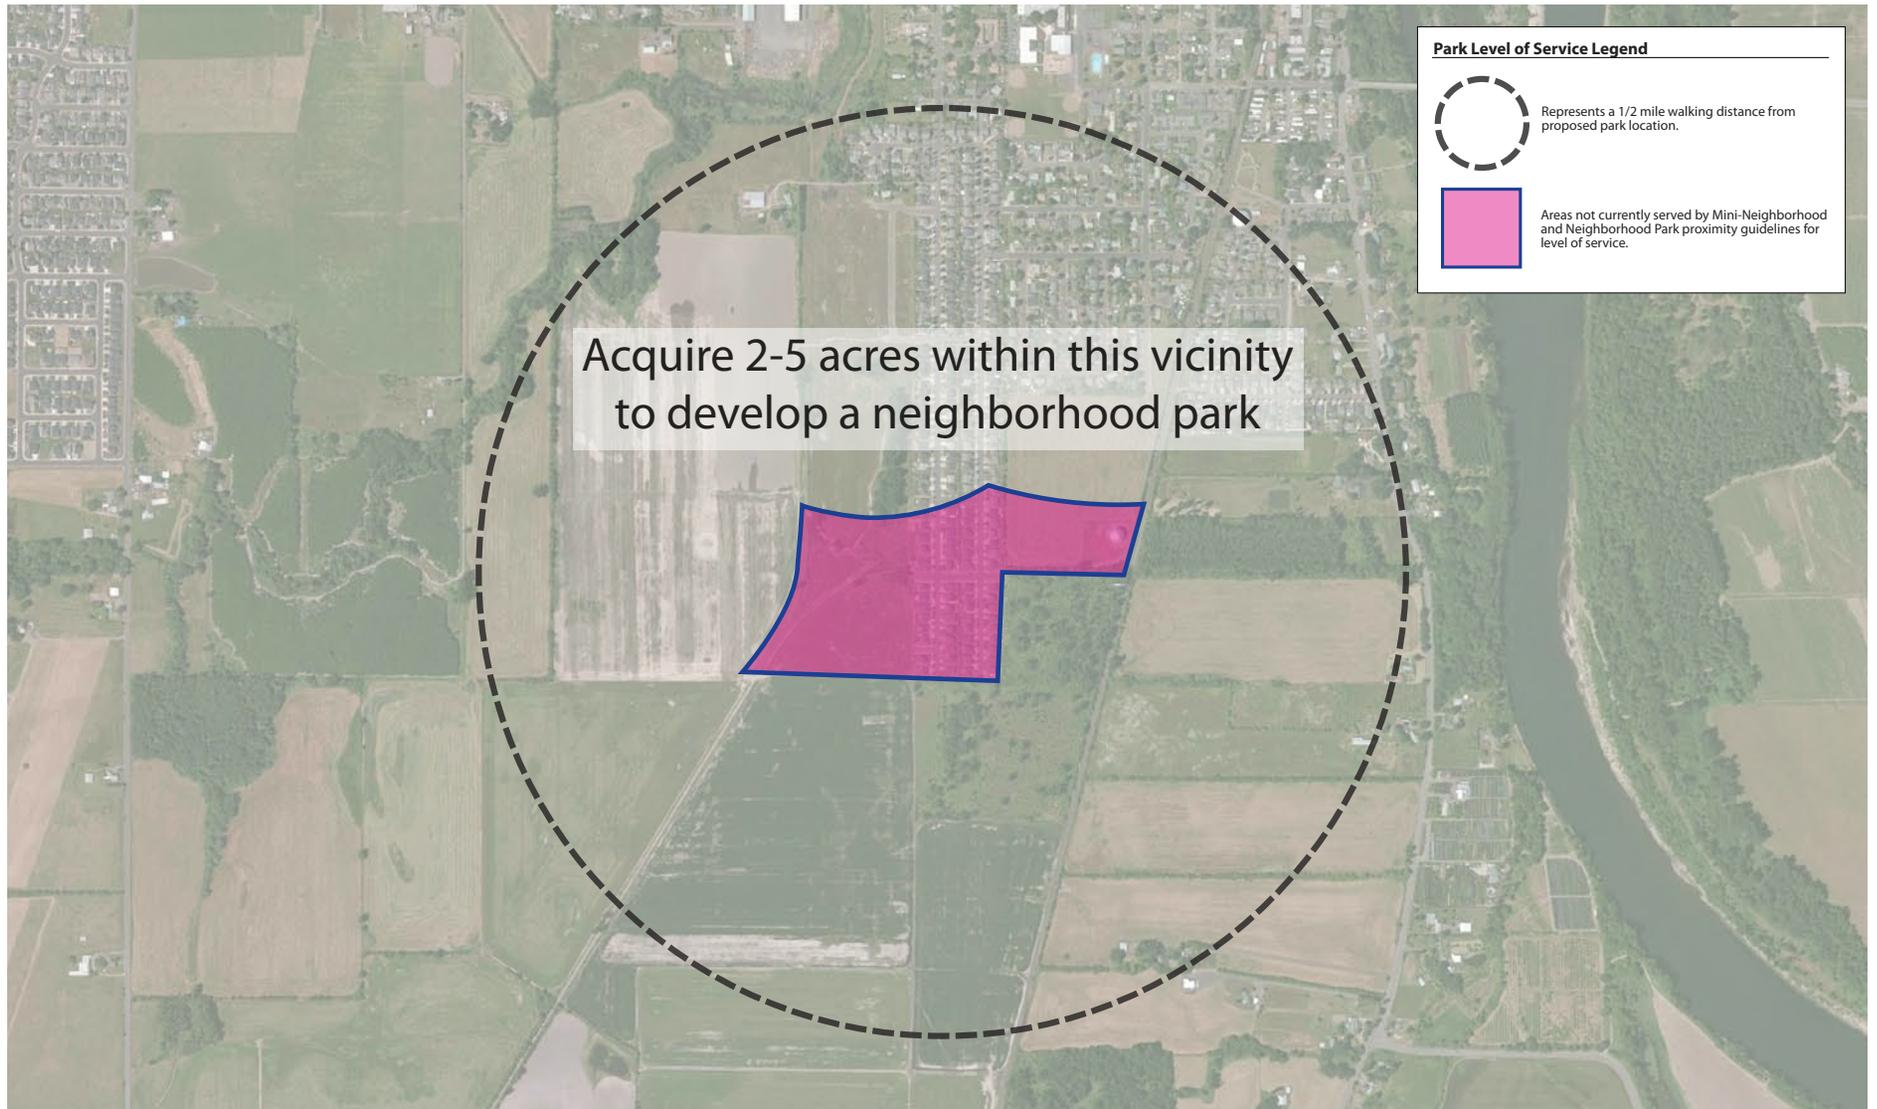 Park Level of Service Legend
Represents a 1/2 mile walking distance from
proposed park location.
Areas not currently served by Mini-Neighborhood
and Neighborhood Park proximity guidelines for
level of service.
Acquire 2-5 acres within this vicinity
to develop a neighborhood park